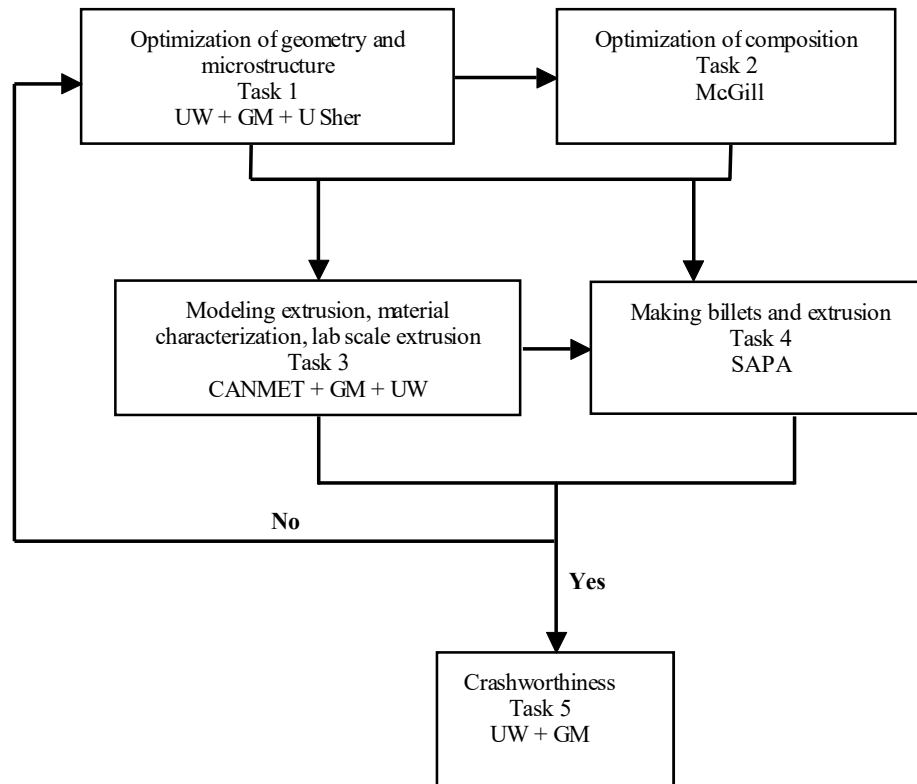 Optimization of geometry and
microstructure
Task 1
UW + GM + U Sher
Optimization of composition
Task 2
McGill
Modeling extrusion, material
characterization, lab scale extrusion
Task 3
CANMET + GM + UW
Making billets and extrusion
Task 4
SAPA
No
Yes
Crashworthiness
Task 5
UW + GM